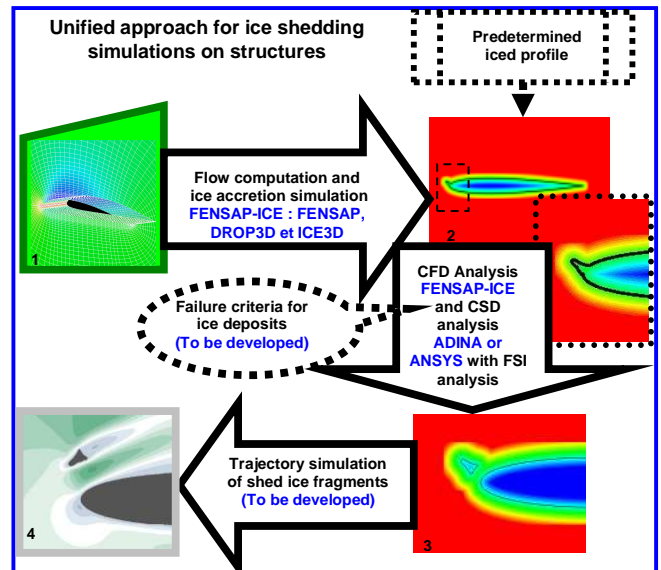 Unified approach for ice shedding
simulations on structures
Predetermined
iced profile
Flow computation and
ice accretion simulation
FENSAP-ICE : FENSAP,
DROP3D et ICE3D
1
2
CFD Analysis
FENSAP-ICE
and CSD
analysis
ADINA or
ANSYS with FSI
analysis
Failure criteria for
ice deposits
(To be developed)
Trajectory simulation
of shed ice fragments
(To be developed)
3
4